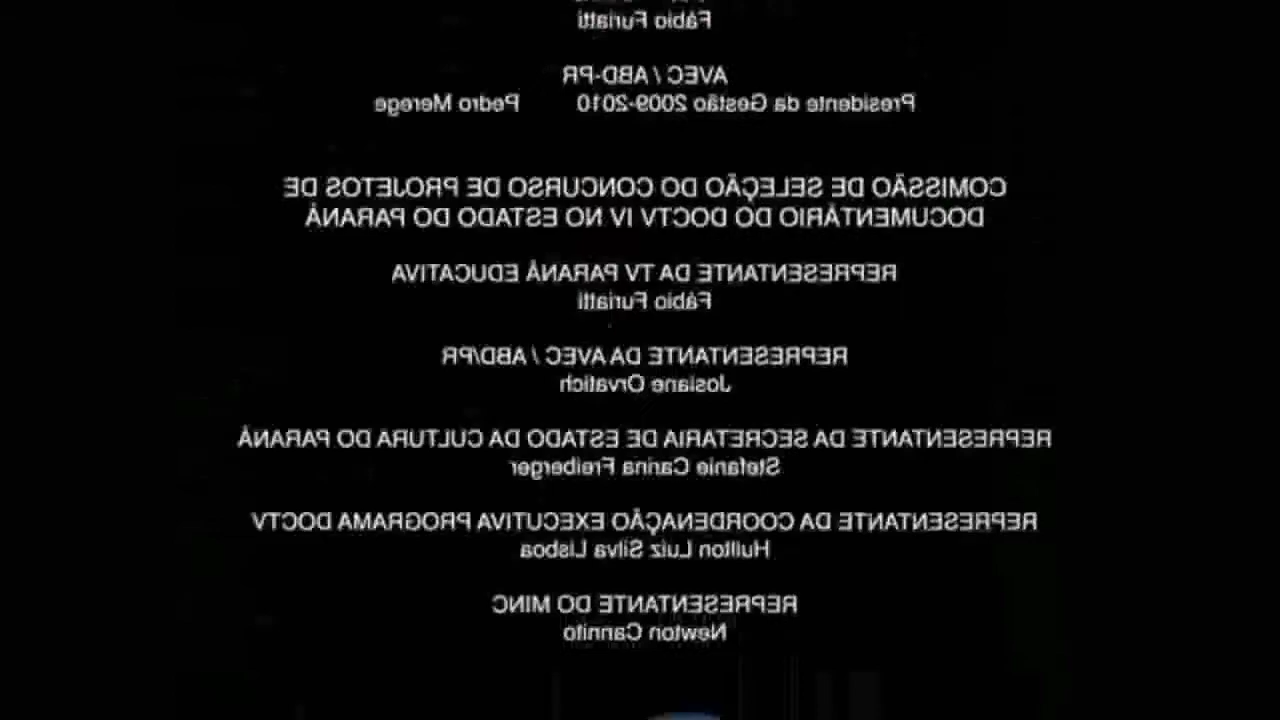 Fábio Furiatti
AVEC / ABD-PR
Presidente da Gestão 2009-2010 Pedro Merege
COMISSÃO DE SELEÇÃO DO CONCURSO DE PROJETOS DE
DOCUMENTÁRIO DO DOCTV IV NO ESTADO DO PARANÁ
REPRESENTANTE DA TV PARANÁ EDUCATIVA
Fábio Furiatti
REPRESENTANTE DA AVEC / ABD/PR
Josiane Orvatich
REPRESENTANTE DA SECRETARIA DE ESTADO DA CULTURA DO PARANÁ
Stefanie Carina Freiberger
REPRESENTANTE DA COORDENAÇÃO EXECUTIVA PROGRAMA DOCTV
Huilton Luiz Silva Lisboa
REPRESENTANTE DO MINC
Newton Cannito